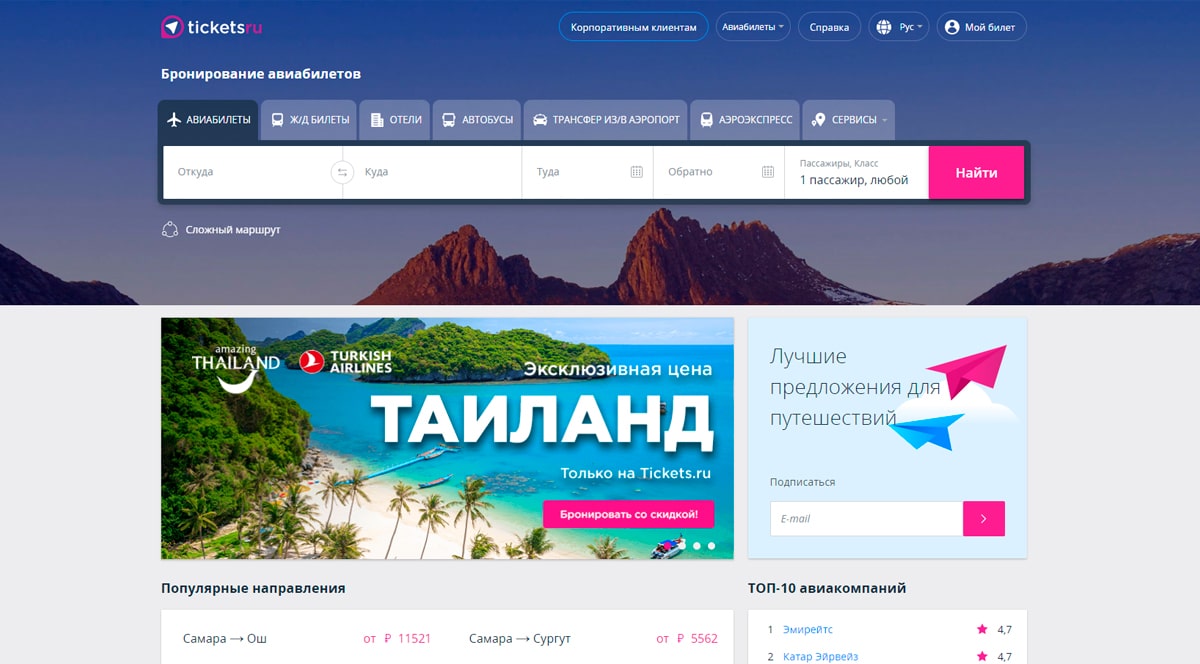 ticketsru
Корпоративным клиентам
Авиабилеты
Справка
Рус
Мой билет
Бронирование авиабилетов
АВИАБИЛЕТЫ
Ж/Д БИЛЕТЫ
ОТЕЛИ
АВТОБУСЫ
ТРАНСФЕР ИЗ/В АЭРОПОРТ
АЭРОЭКСПРЕСС
СЕРВИСЫ
Откуда
Куда
Туда
Обратно
Пассажиры, Класс
1 пассажир, любой
Найти
Сложный маршрут
amazing
THAILAND
TURKISH
AIRLINES
Эксклюзивная цена
ТАИЛАНД
Только на Tickets.ru
Бронировать со скидкой!
Лучшие
предложения для
путешествий
Подписаться
E-mail
Популярные направления
Самара → Ош от ₽ 11521
Самара → Сургут от ₽ 5562
ТОП-10 авиакомпаний
1 Эмирейтс 4,7
2 Катар Эйрвейз 4,7